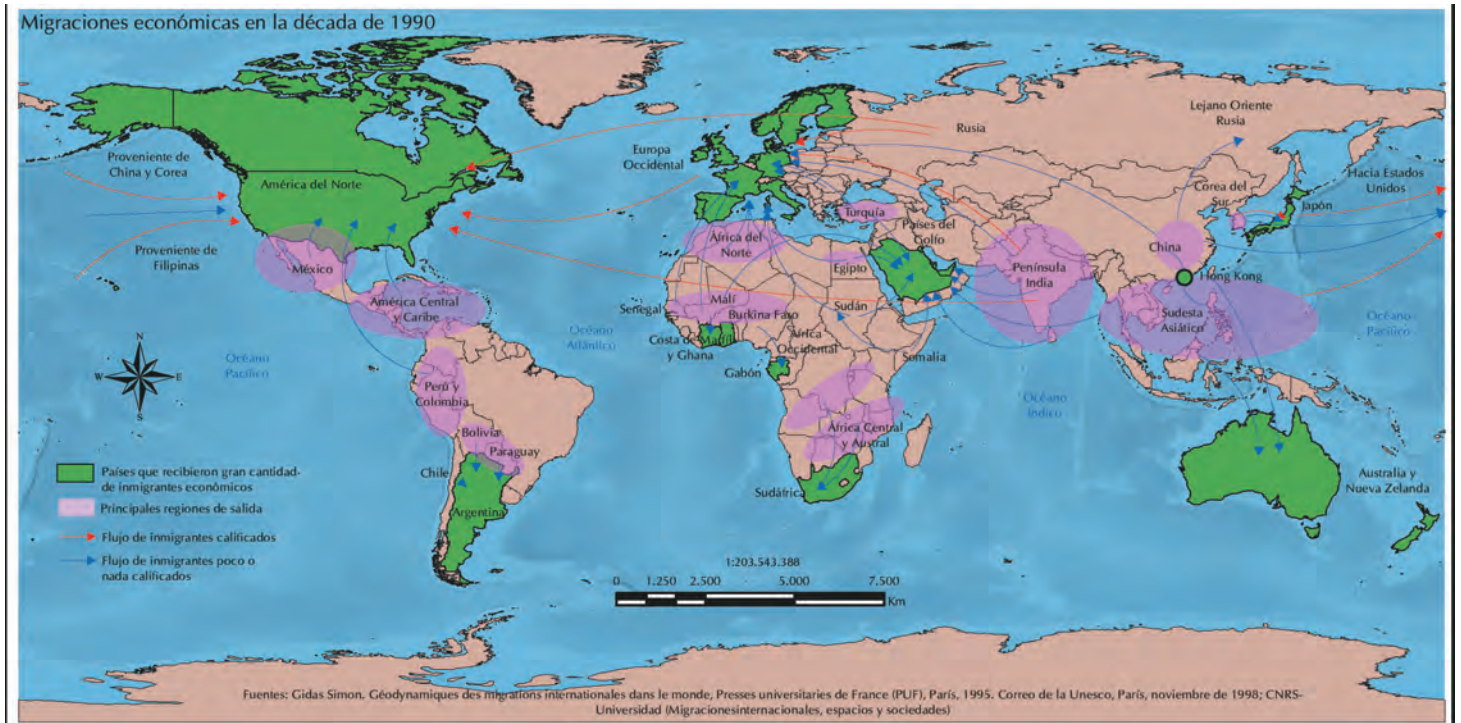 Migraciones económicas en la década de 1990
Proveniente de
China y Corea
América del Norte
Proveniente de
Filipinas
México
América Central
y Caribe
Océano
Pacífico
N
W
E
S
Perú y
Colombia
Bolivia
Paraguay
Chile
Argentina
Océano
Atlántico
Europa
Occidental
Rusia
Lejano Oriente
Rusia
Turquía
Países del
Golfo
África del
Norte
Egipto
Senegal
Malí
Burkina Faso
Sudán
Costa de Marfil
y Ghana
África
Occidental
Gabón
Somalia
África Central
y Austral
Sudáfrica
Península
India
Océano
Indico
Corea del
Sur
Japón
Hacia Estados
Unidos
China
Hong Kong
Sudesta
Asiático
Océano
Pacífico
Australia y
Nueva Zelanda
Países que recibieron gran cantidad-
de inmigrantes económicos
Principales regiones de salida
Flujo de inmigrantes calificados
Flujo de inmigrantes poco o
nada calificados
1:203.543.388
0 1.250 2.500 5.000 7.500
Km
Fuentes: Gidas Simon. Géodynamiques des migrations internationales dans le monde, Presses universitaries de France (PUF), París, 1995. Correo de la Unesco, París, noviembre de 1998; CNRS-
Universidad (Migracionesinternacionales, espacios y sociedades)